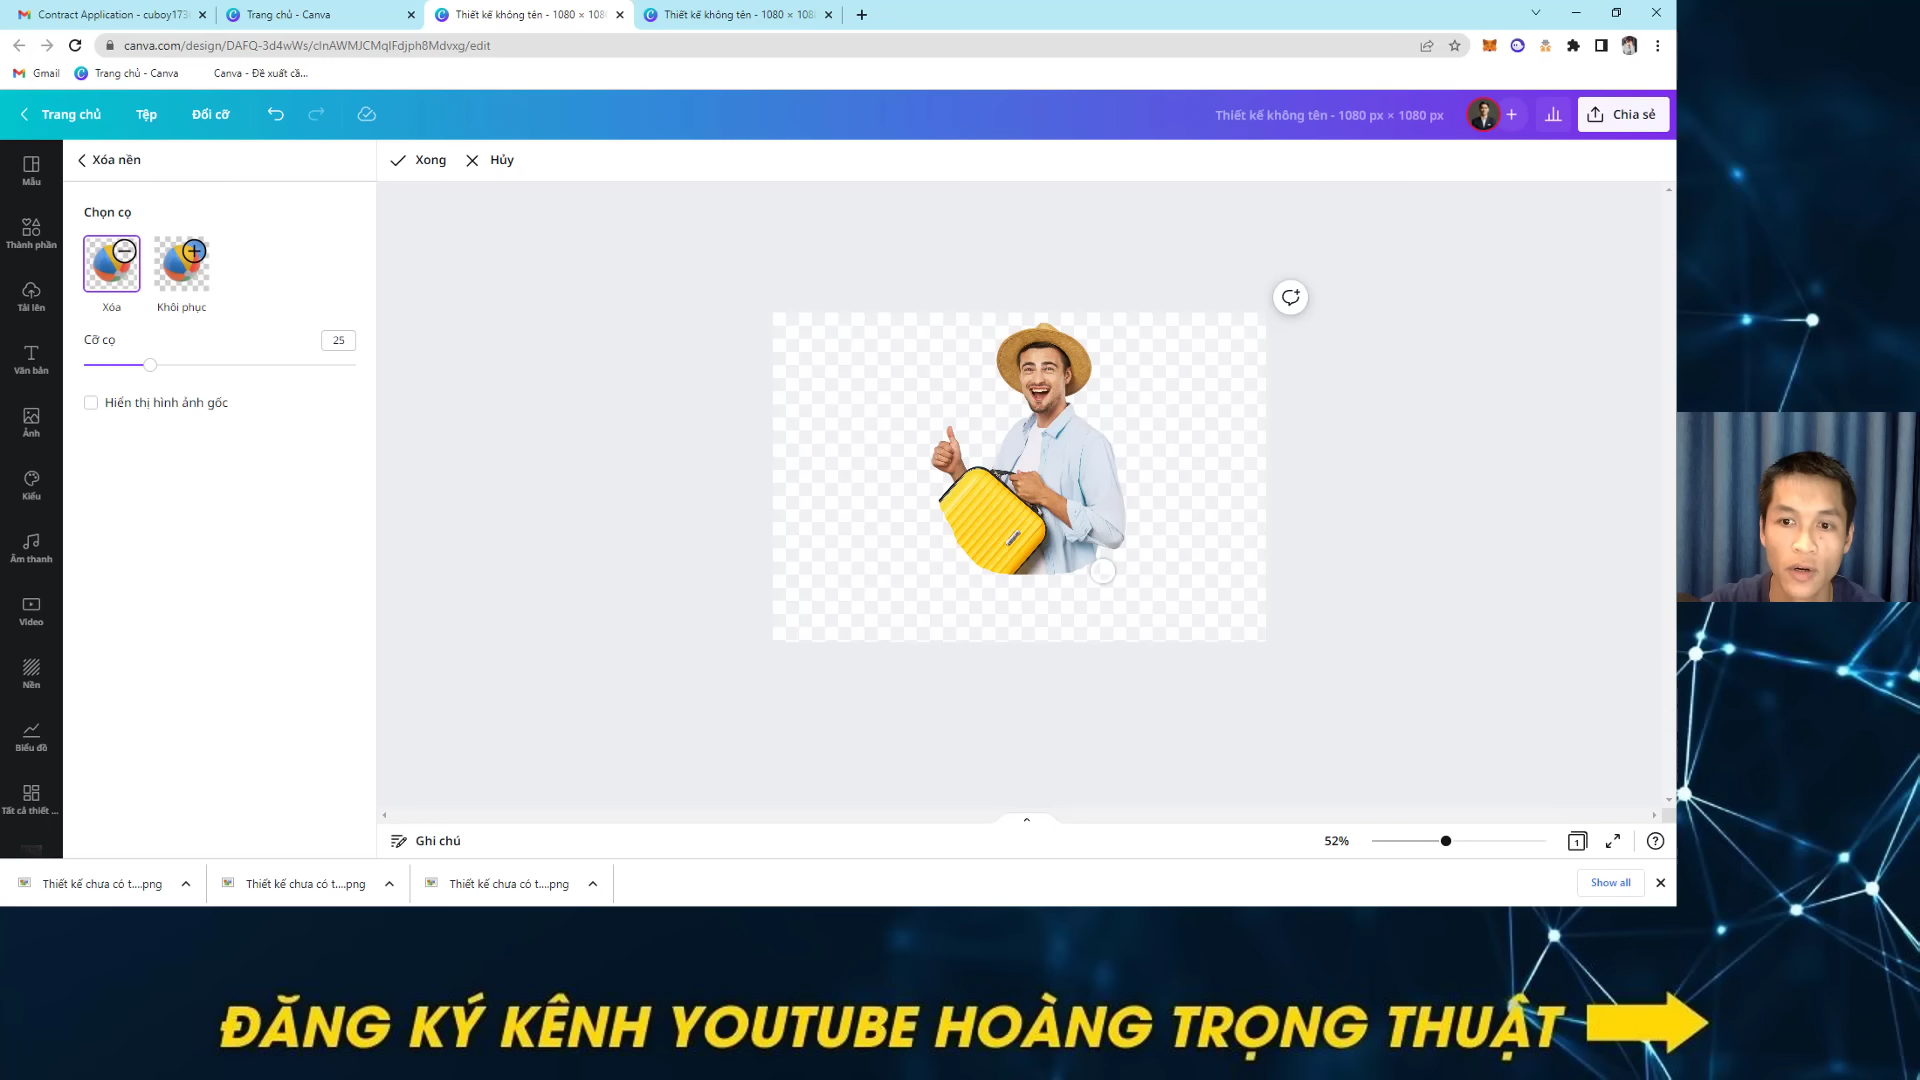 Contract Application - cuboy173
Trang chủ - Canva
Thiết kế không tên - 1080 × 108
Thiết kế không tên - 1080 × 108
canva.com/design/DAFQ-3d4wWs/clnAWMJCMqlFdjph8Mdvxg/edit
Gmail
Trang chủ - Canva
Canva - Đề xuất cầ...
Trang chủ
Tệp
Đổi cỡ
Thiết kế không tên - 1080 px × 1080 px
Chia sẻ
Xóa nền
Xong
Hủy
Mẫu
Thành phần
Tải lên
Văn bản
Ảnh
Kiểu
Âm thanh
Video
Nền
Biểu đồ
Tất cả thiết ...
Chọn cọ
Xóa
Khôi phục
Cỡ cọ
25
Hiển thị hình ảnh gốc
Ghi chú
52%
1
Thiết kế chưa có t....png
Thiết kế chưa có t....png
Thiết kế chưa có t....png
Show all
ĐĂNG KÝ KÊNH YOUTUBE HOÀNG TRỌNG THUẬT